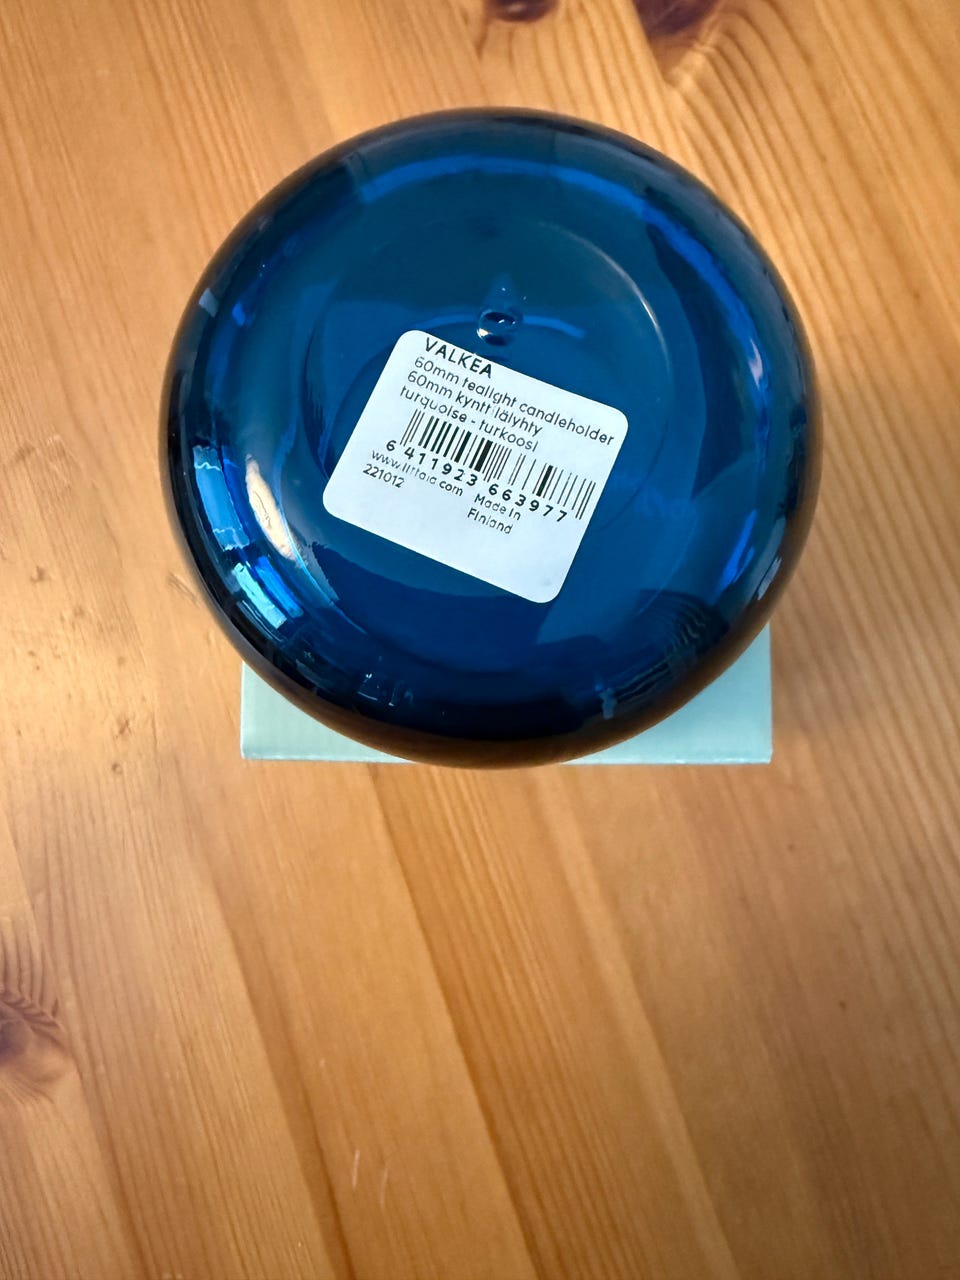 VALKEA
60mm tealight candleholder
60mm kynttilälyhty
turquoise - turkoosi
6 411923 663977
www.iittala.com Made in
221012 Finland